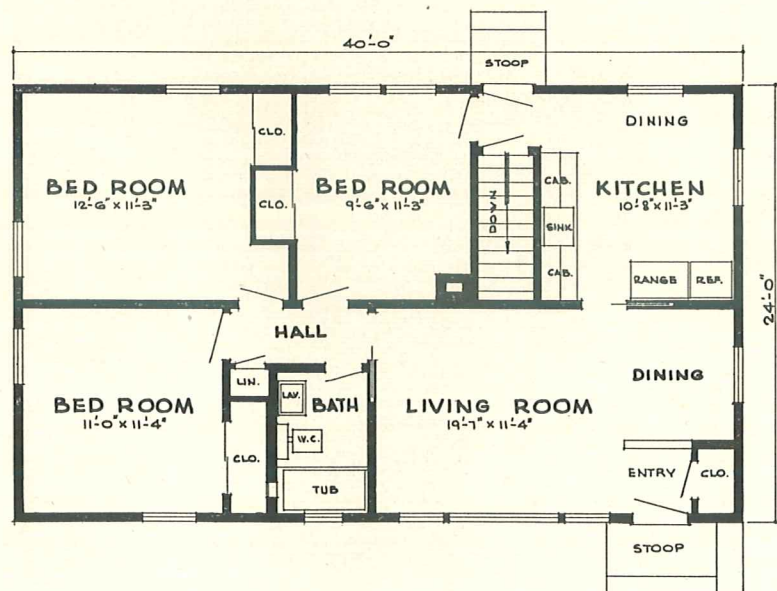 40'-0"
STOOP
CLO.
DINING
BED ROOM
12'-6" x 11'-3"
CLO.
BED ROOM
9'-6" x 11'-3"
DOWN
CAB.
SINK
CAB.
KITCHEN
10'-8" x 11'-3"
RANGE
REF.
24'-0"
HALL
LIN.
LAV.
BATH
W.C.
TUB
BED ROOM
11'-0" x 11'-4"
CLO.
LIVING ROOM
19'-7" x 11'-4"
DINING
ENTRY
CLO.
STOOP